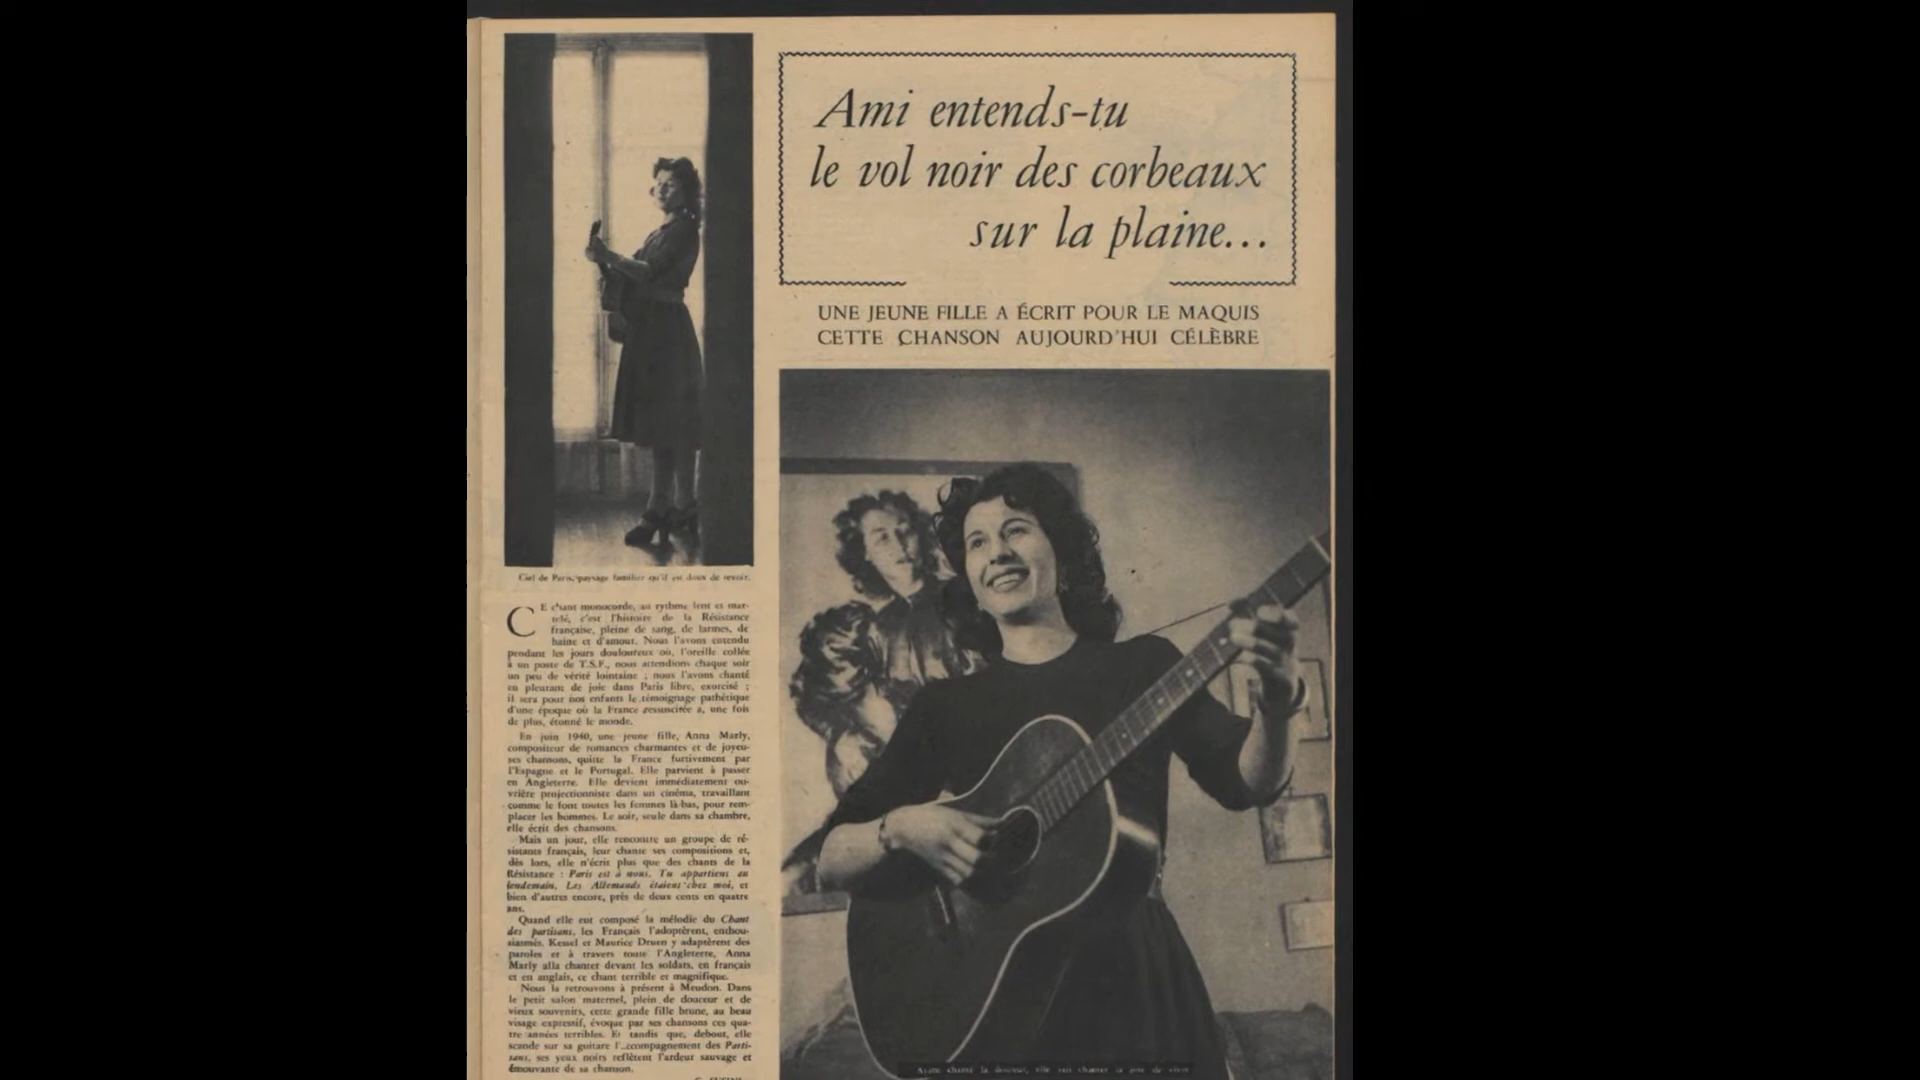 Ami entends-tu
le vol noir des corbeaux
sur la plaine...
UNE JEUNE FILLE A ÉCRIT POUR LE MAQUIS
CETTE CHANSON AUJOURD'HUI CÉLÈBRE
Ciel de Paris, paysage familier qu'il est doux de revoir.
CE chant monocorde, au rythme lent et mar-
telé, c'est l'histoire de la Résistance
française, pleine de sang, de larmes, de
haine et d'amour. Nous l'avons entendu
pendant les jours douloureux où, l'oreille collée
à un poste de T.S.F., nous attendions chaque soir
un peu de vérité lointaine ; nous l'avons chanté
en pleurant de joie dans Paris libre, exorcisé ;
il sera pour nos enfants le témoignage pathétique
d'une époque où la France ressuscitée a, une fois
de plus, étonné le monde.
En juin 1940, une jeune fille, Anna Marly,
compositeur de romances charmantes et de joyeu-
ses chansons, quitte la France furtivement par
l'Espagne et le Portugal. Elle parvient à passer
en Angleterre. Elle devient immédiatement ou-
vrière projectionniste dans un cinéma, travaillant
comme le font toutes les femmes là-bas, pour rem-
placer les hommes. Le soir, seule dans sa chambre,
elle écrit des chansons.
Mais un jour, elle rencontre un groupe de ré-
sistants français, leur chante ses compositions et,
dès lors, elle n'écrit plus que des chants de la
Résistance : Paris est à nous, Tu appartiens au
lendemain, Les Allemands étaient chez moi, et
bien d'autres encore, près de deux cents en quatre
ans.
Quand elle eut composé la mélodie du Chant
des partisans, les Français l'adoptèrent, enthou-
siasmés. Kessel et Maurice Druon y adaptèrent des
paroles et à travers toute l'Angleterre, Anna
Marly alla chanter devant les soldats, en français
et en anglais, ce chant terrible et magnifique.
Nous la retrouvons à présent à Meudon. Dans
le petit salon maternel, plein de douceur et de
vieux souvenirs, cette grande fille brune, au beau
visage expressif, évoque par ses chansons ces qua-
tre années terribles. Et tandis que, debout, elle
scande sur sa guitare l'accompagnement des Parti-
sans, ses yeux noirs reflètent l'ardeur sauvage et
émouvante de sa chanson.
Ayant chanté la douleur, elle sait chanter la joie de vivre